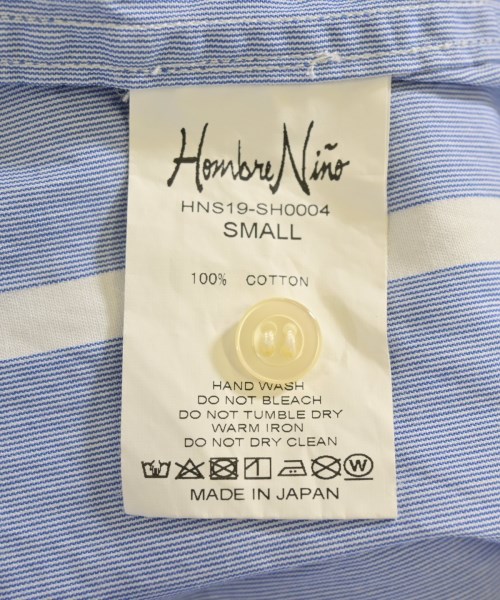 Hombre Niño
HNS19-SH0004
SMALL
100% COTTON
HAND WASH
DO NOT BLEACH
DO NOT TUMBLE DRY
WARM IRON
DO NOT DRY CLEAN
W
MADE IN JAPAN